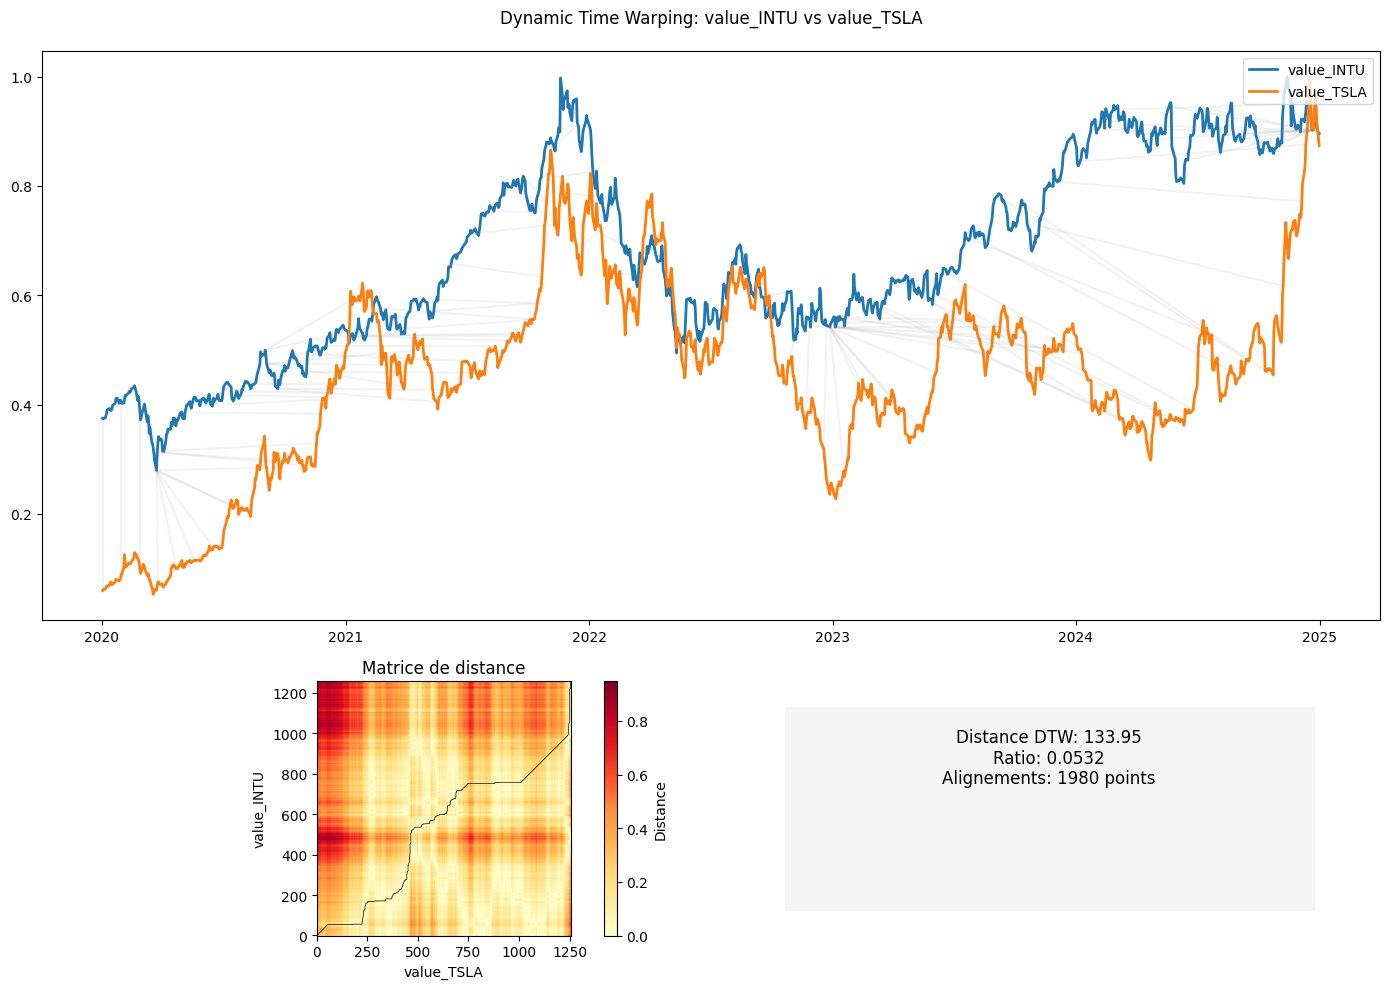 Dynamic Time Warping: value_INTU vs value_TSLA
value_INTU
value_TSLA
1.0
0.8
0.6
0.4
0.2
2020 2021 2022 2023 2024 2025
Matrice de distance
value_INTU
1200
1000
800
600
400
200
0
0 250 500 750 1000 1250
value_TSLA
0.8
0.6
0.4
0.2
0.0
Distance
Distance DTW: 133.95
Ratio: 0.0532
Alignements: 1980 points